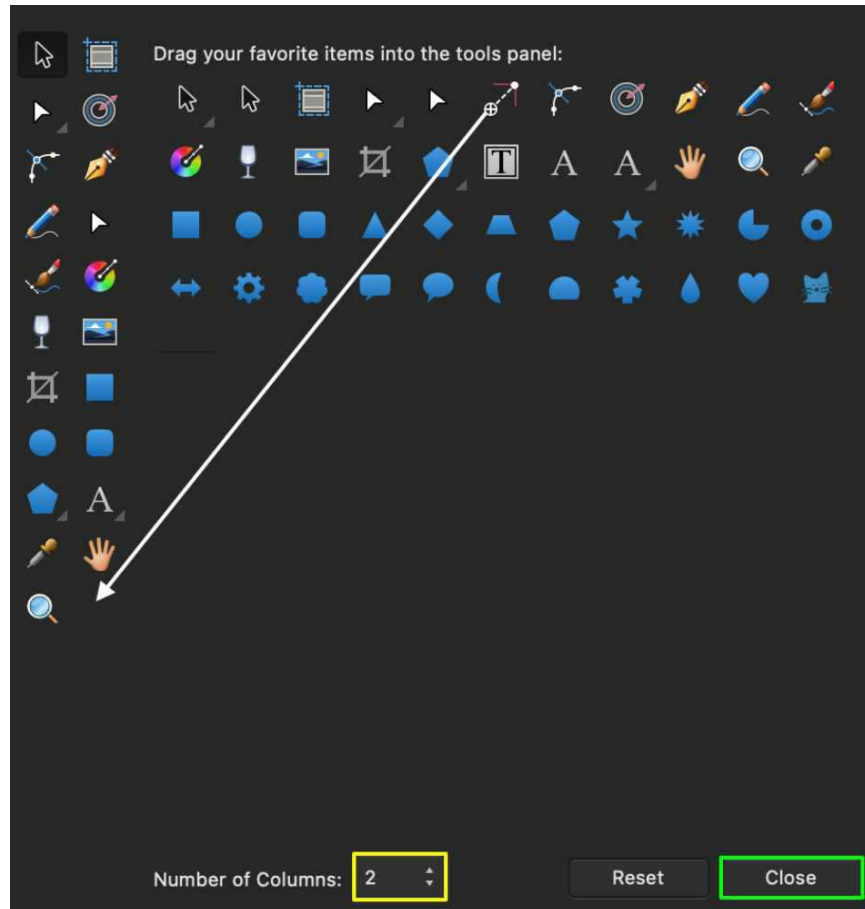 Drag your favorite items into the tools panel:
T A A
A
Number of Columns: 2 Reset Close